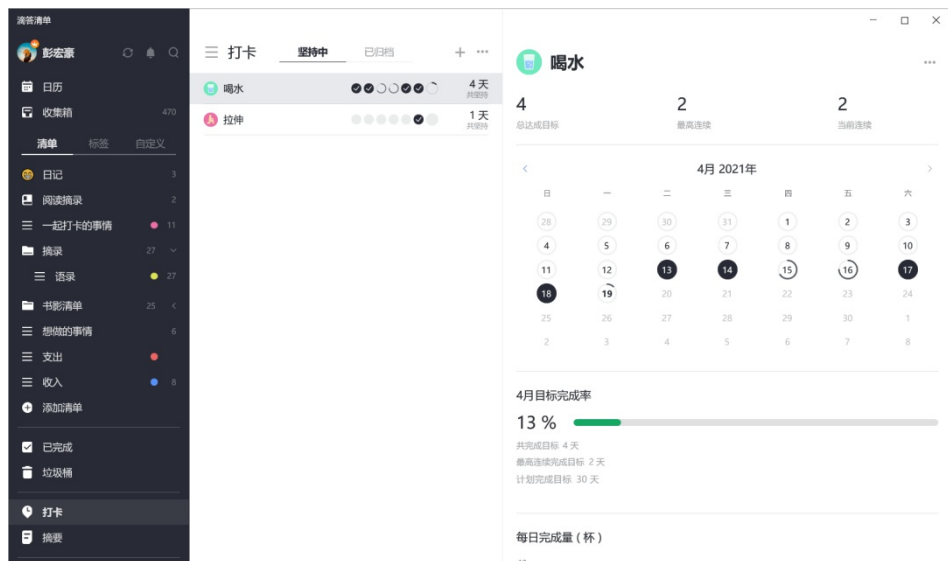 滴答清单
彭宏豪
日历
收集箱 470
清单 标签 自定义
日记 3
阅读摘录 2
一起打卡的事情 11
摘录 27
语录 27
书影清单 25
想做的事情 6
支出
收入 8
添加清单
已完成
垃圾桶
打卡
摘要
打卡 坚持中 已归档
喝水 4 天
共坚持
拉伸 1 天
共坚持
喝水
4 2 2
总达成目标 最高连续 当前连续
4月 2021年
日 一 二 三 四 五 六
28 29 30 31 1 2 3
4 5 6 7 8 9 10
11 12 13 14 15 16 17
18 19 20 21 22 23 24
25 26 27 28 29 30 1
2 3 4 5 6 7 8
4月目标完成率
13 %
共完成目标 4 天
最高连续完成目标 2 天
计划完成目标 30 天
每日完成量 ( 杯 )